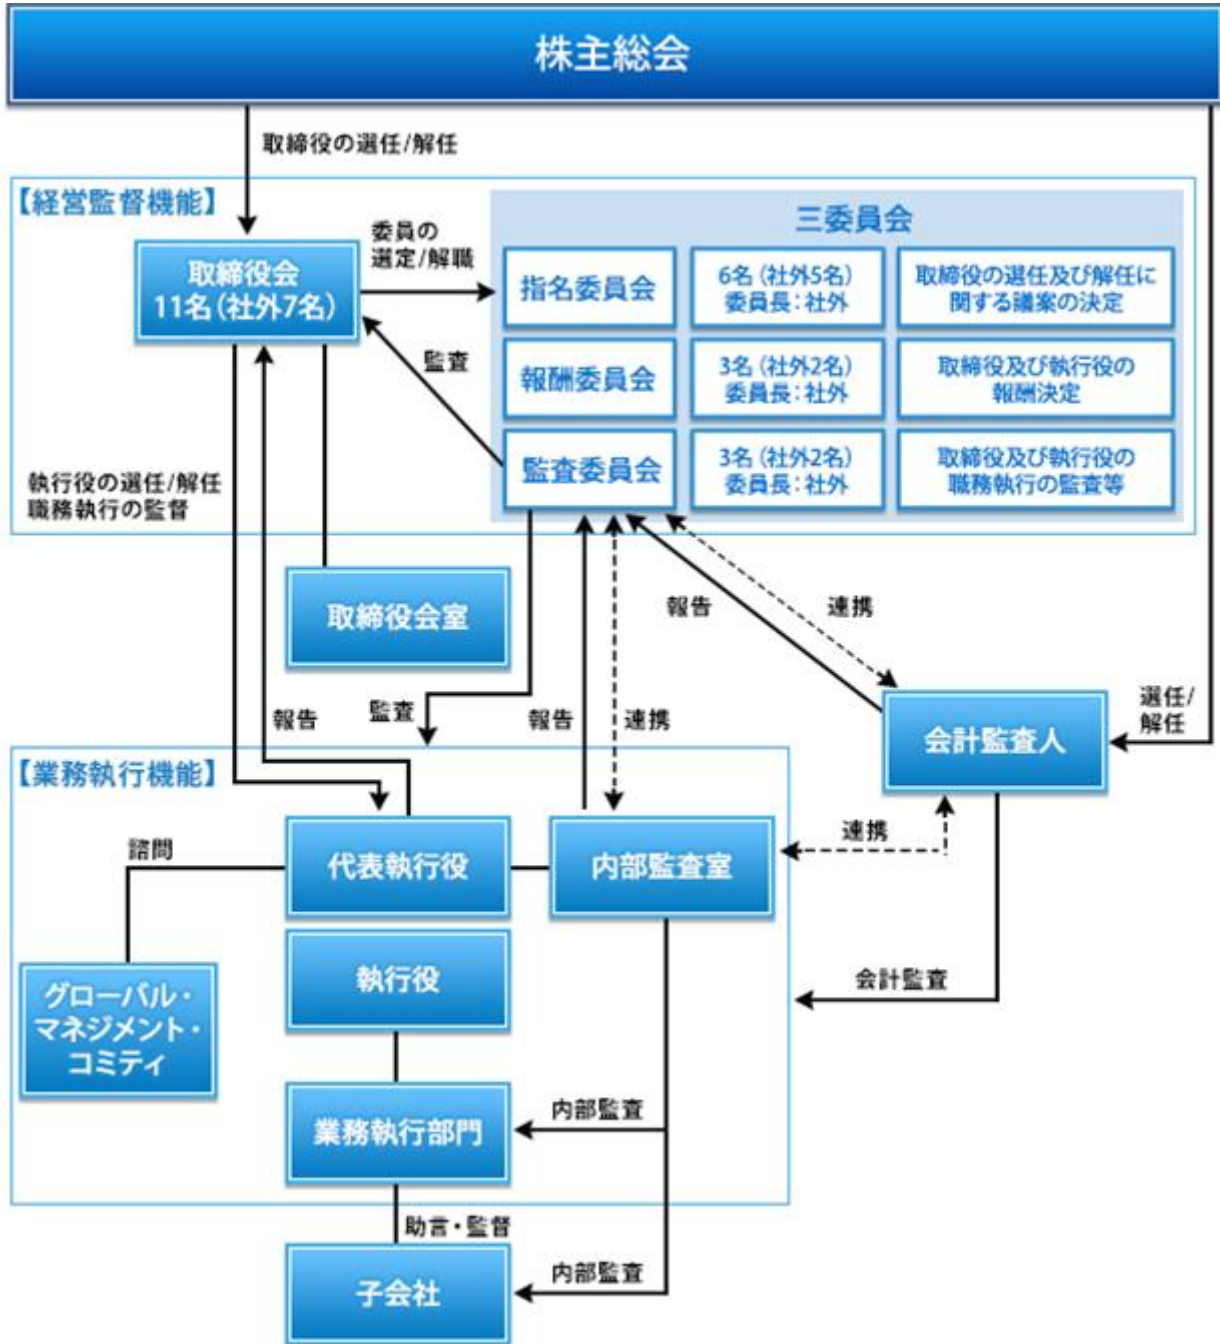 株主総会
取締役の選任/解任
【経営監督機能】
三委員会
委員の
選定/解職
取締役会
11名(社外7名)
指名委員会
6名(社外5名)
委員長:社外
取締役の選任及び解任に
関する議案の決定
監査
報酬委員会
3名(社外2名)
委員長:社外
取締役及び執行役の
報酬決定
監査委員会
3名(社外2名)
委員長:社外
取締役及び執行役の
職務執行の監査等
執行役の選任/解任
職務執行の監督
取締役会室
報告
連携
報告
監査
報告
連携
選任/
解任
会計監査人
【業務執行機能】
諮問
代表執行役
内部監査室
連携
執行役
会計監査
グローバル・
マネジメント・
コミティ
業務執行部門
内部監査
助言・監督
子会社
内部監査